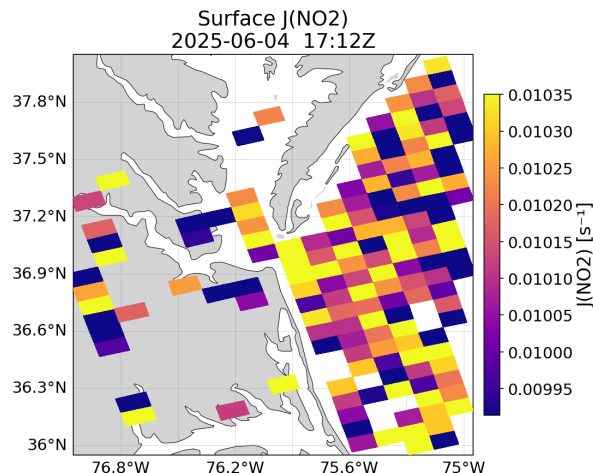 Surface J(NO2)
2025-06-04  17:12Z
37.8°N
37.5°N
37.2°N
36.9°N
36.6°N
36.3°N
36°N
76.8°W
76.2°W
75.6°W
75°W
0.01035
0.01030
0.01025
0.01020
0.01015
0.01010
0.01005
0.01000
0.00995
J(NO2) [s⁻¹]